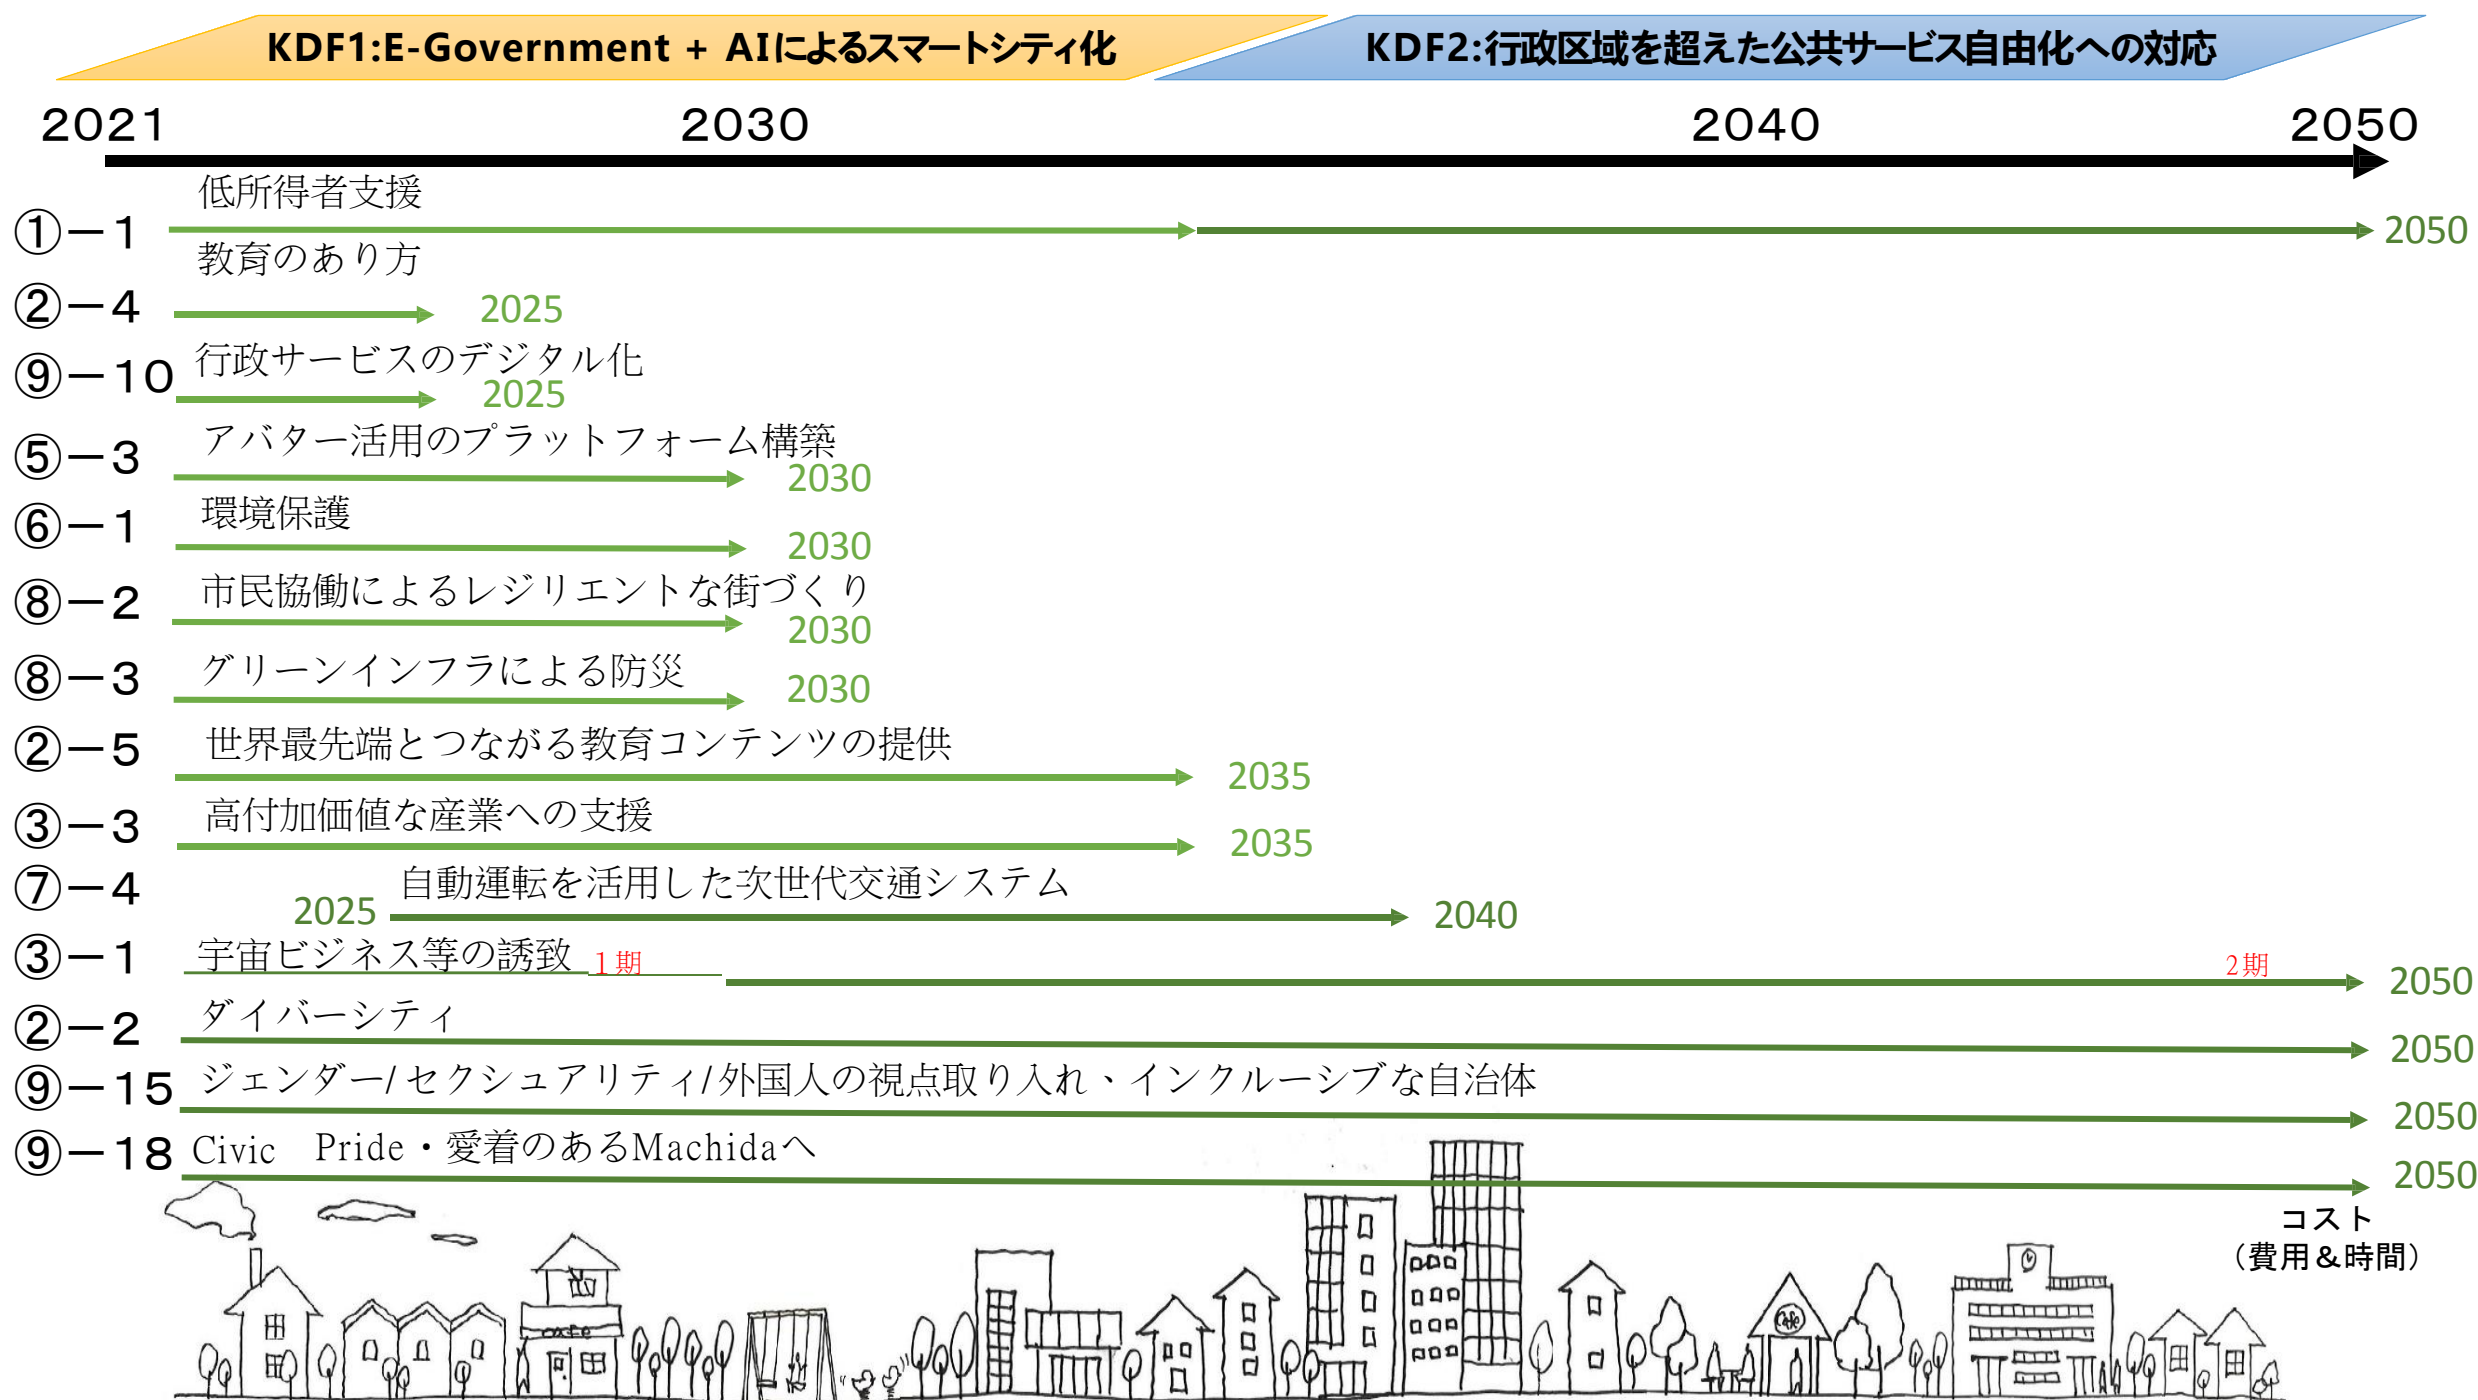 KDF1:E-Government + AIによるスマートシティ化
KDF2:行政区域を超えた公共サービス自由化への対応
2021 2030 2040 2050
低所得者支援
①－1 2050
教育のあり方
②－4 2025
行政サービスのデジタル化
⑨－10 2025
アバター活用のプラットフォーム構築
⑤－3 2030
環境保護
⑥－1 2030
市民協働によるレジリエントな街づくり
⑧－2 2030
グリーンインフラによる防災
⑧－3 2030
世界最先端とつながる教育コンテンツの提供
②－5 2035
高付加価値な産業への支援
③－3 2035
自動運転を活用した次世代交通システム
⑦－4 2025 2040
宇宙ビジネス等の誘致 1期 2期
③－1 2050
ダイバーシティ
②－2 2050
ジェンダー/セクシュアリティ/外国人の視点取り入れ、インクルーシブな自治体
⑨－15 2050
Civic　Pride・愛着のあるMachidaへ
⑨－18 2050
コスト
（費用＆時間）
cafe